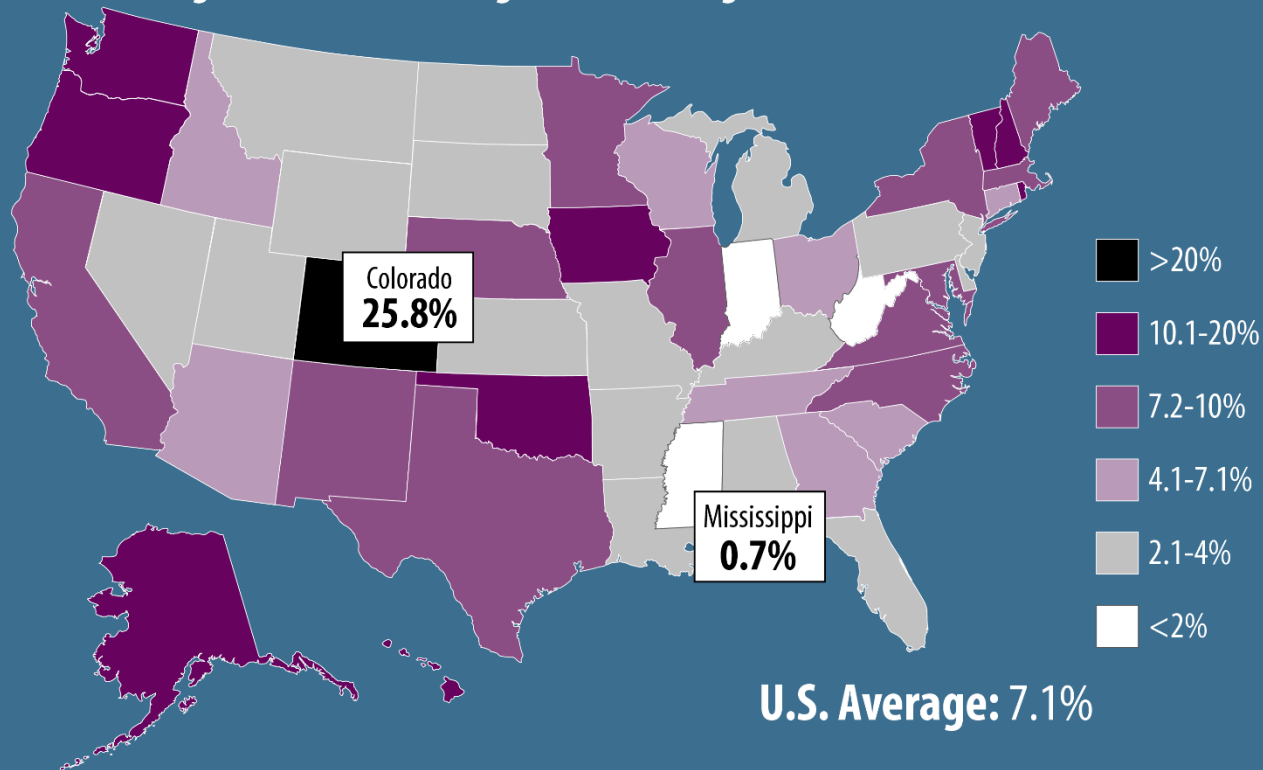 Colorado
25.8%
Mississippi
0.7%
>20%
10.1-20%
7.2-10%
4.1-7.1%
2.1-4%
<2%
U.S. Average: 7.1%